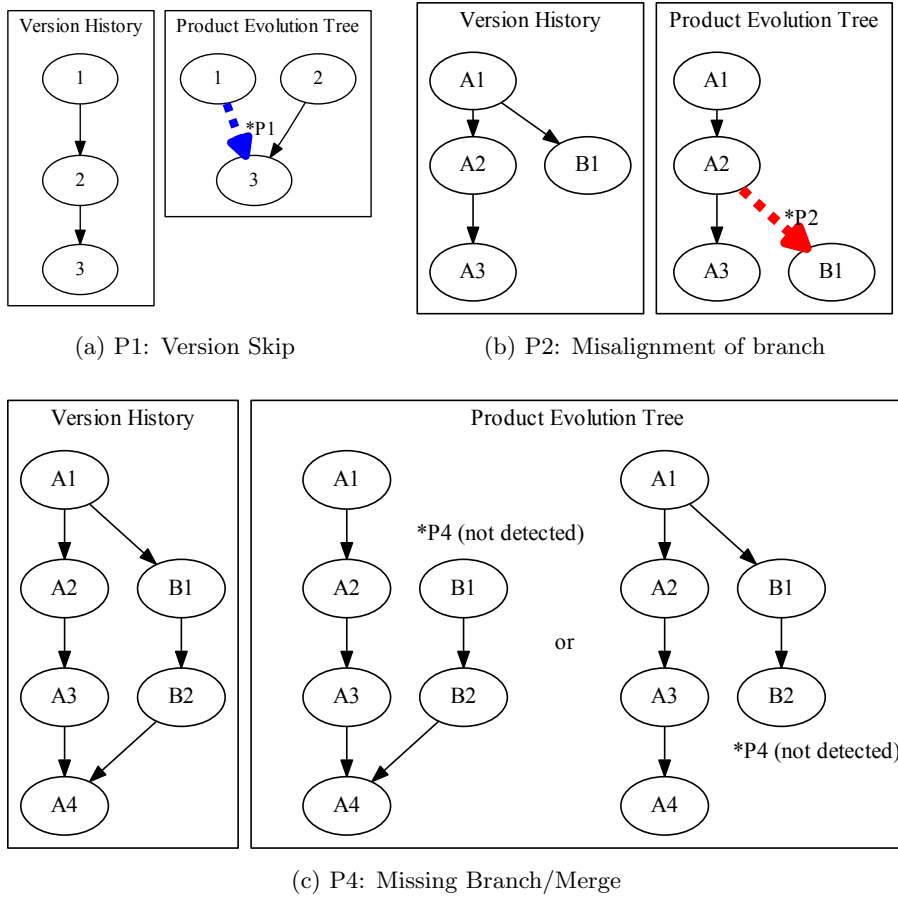 Version History
1
2
3
Product Evolution Tree
1
2
*P1
3
(a) P1: Version Skip
Version History
A1
A2
B1
A3
Product Evolution Tree
A1
A2
*P2
A3
B1
(b) P2: Misalignment of branch
Version History
A1
A2
B1
A3
B2
A4
Product Evolution Tree
A1
*P4 (not detected)
A2
B1
A3
B2
A4
or
A1
A2
B1
A3
B2
*P4 (not detected)
A4
(c) P4: Missing Branch/Merge